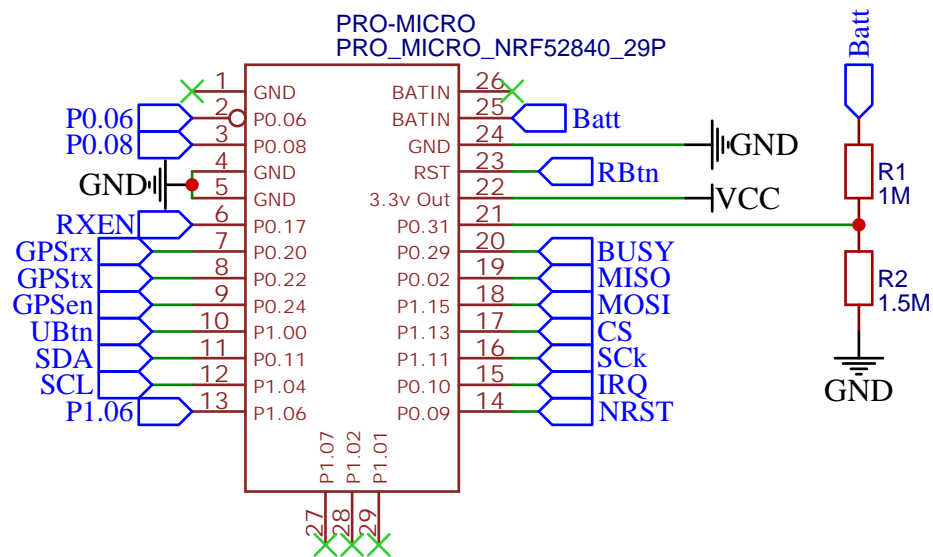 PRO-MICRO
PRO_MICRO_NRF52840_29P
Batt
1 GND BATIN 26
P0.06 2 P0.06 BATIN 25 Batt
P0.08 3 P0.08 GND 24 GND
GND 4 GND RST 23 RBtn
5 GND 3.3v Out 22 VCC
RXEN 6 P0.17 P0.31 21
GPSrx 7 P0.20 P0.29 20 BUSY
GPStx 8 P0.22 P0.02 19 MISO
GPSen 9 P0.24 P1.15 18 MOSI
UBtn 10 P1.00 P1.13 17 CS
SDA 11 P0.11 P1.11 16 SCk
SCL 12 P1.04 P0.10 15 IRQ
P1.06 13 P1.06 P0.09 14 NRST
P1.07 P1.02 P1.01
27 28 29
R1
1M
R2
1.5M
GND